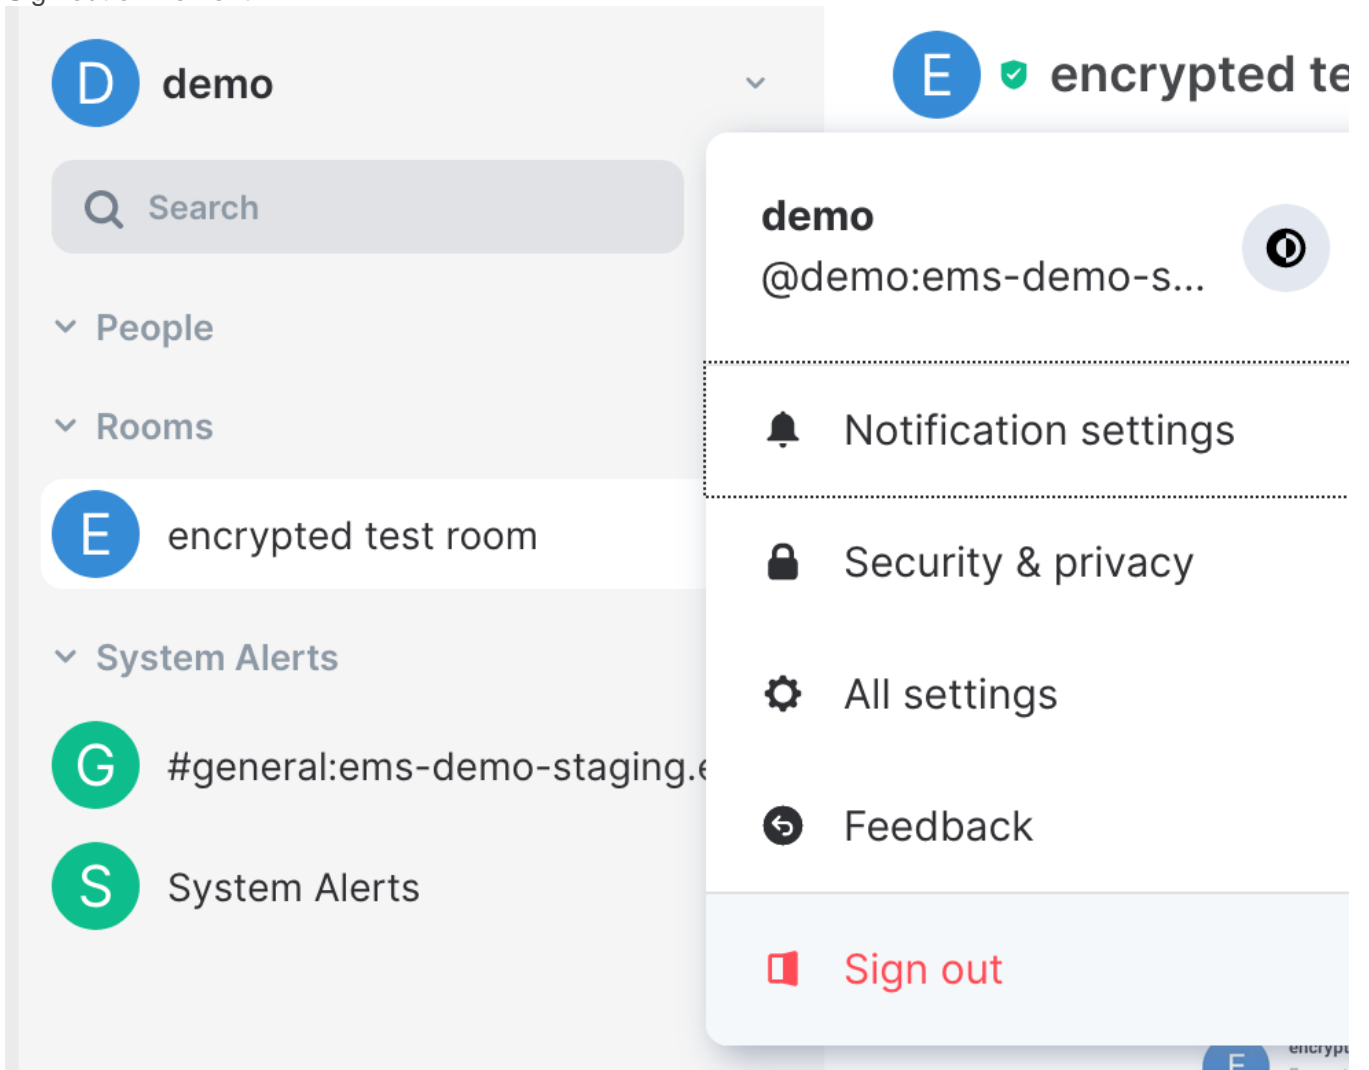 D demo
Search
People
Rooms
E encrypted test room
System Alerts
G #general:ems-demo-staging.
S System Alerts
E encrypted te
demo
@demo:ems-demo-s...
Notification settings
Security & privacy
All settings
Feedback
Sign out
E encrypt